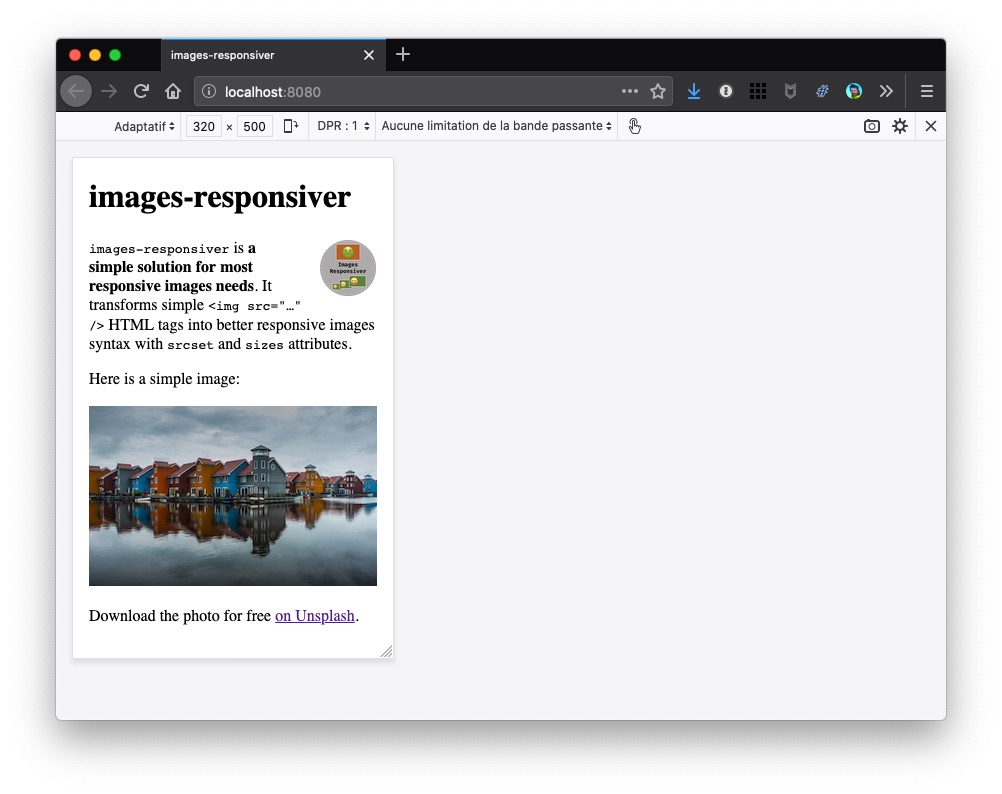 images-responsiver
localhost:8080
Adaptatif 320 × 500 DPR : 1 Aucune limitation de la bande passante
images-responsiver
images-responsiver is a
simple solution for most
responsive images needs. It
transforms simple <img src="…"
/> HTML tags into better responsive images
syntax with srcset and sizes attributes.
Images
Responsiver
Here is a simple image:
Download the photo for free on Unsplash.